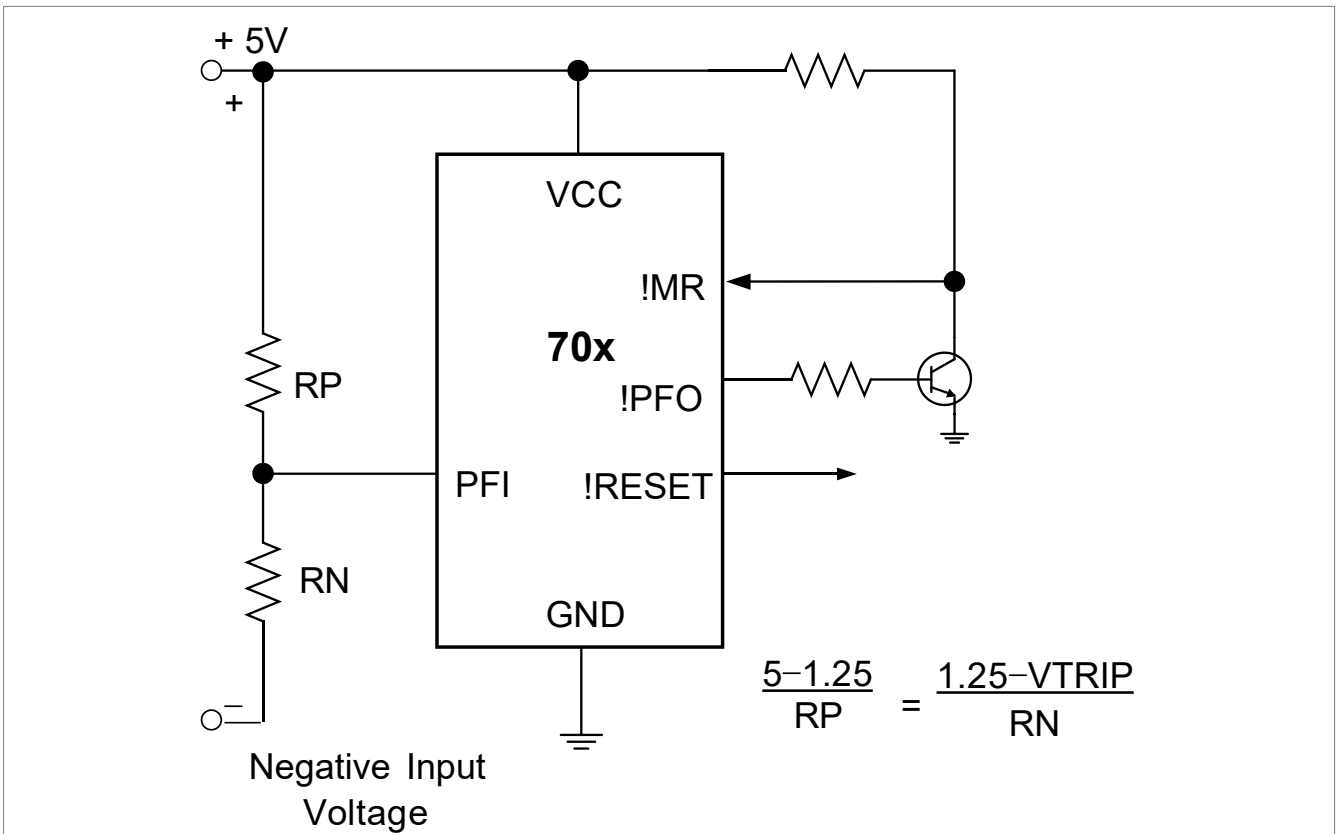 + 5V
+
VCC
!MR
70x
RP
!PFO
PFI
!RESET
RN
GND
5−1.25
RP
=
1.25−VTRIP
RN
−
Negative Input
Voltage